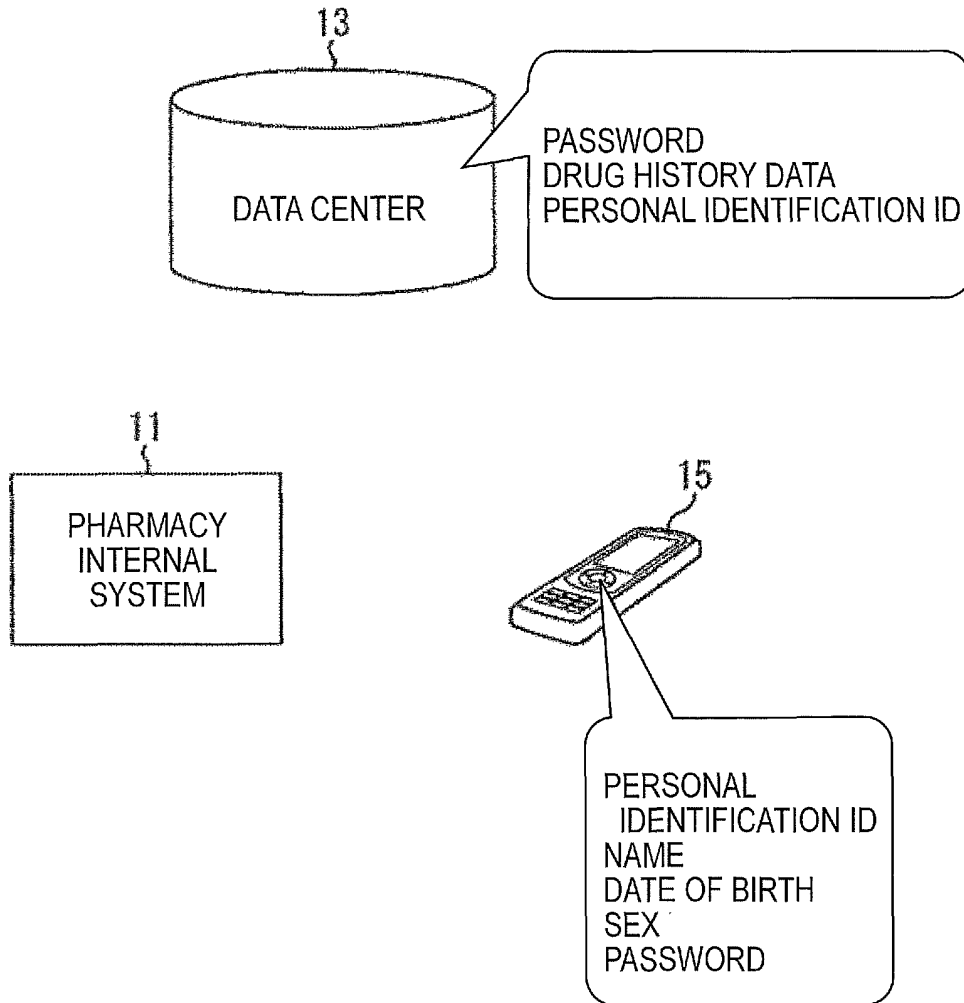 13
DATA CENTER
PASSWORD
DRUG HISTORY DATA
PERSONAL IDENTIFICATION ID
11
PHARMACY
INTERNAL
SYSTEM
15
PERSONAL
IDENTIFICATION ID
NAME
DATE OF BIRTH
SEX
PASSWORD